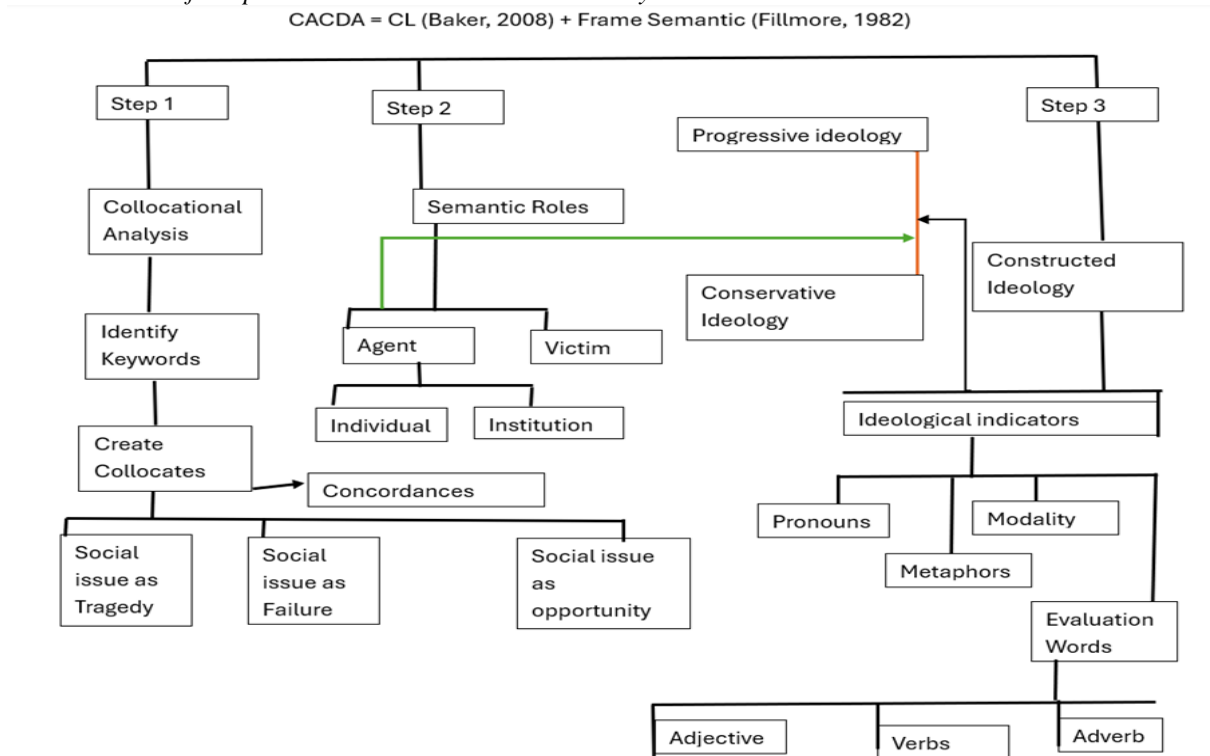 CACDA = CL (Baker, 2008) + Frame Semantic (Fillmore, 1982)
Step 1
Step 2
Step 3
Progressive ideology
Collocational
Analysis
Semantic Roles
Constructed
Ideology
Conservative
Ideology
Identify
Keywords
Agent
Victim
Individual
Institution
Ideological indicators
Create
Collocates
Concordances
Pronouns
Modality
Metaphors
Social
issue as
Tragedy
Social
issue as
Failure
Social issue
as
opportunity
Evaluation
Words
Adjective
Verbs
Adverb